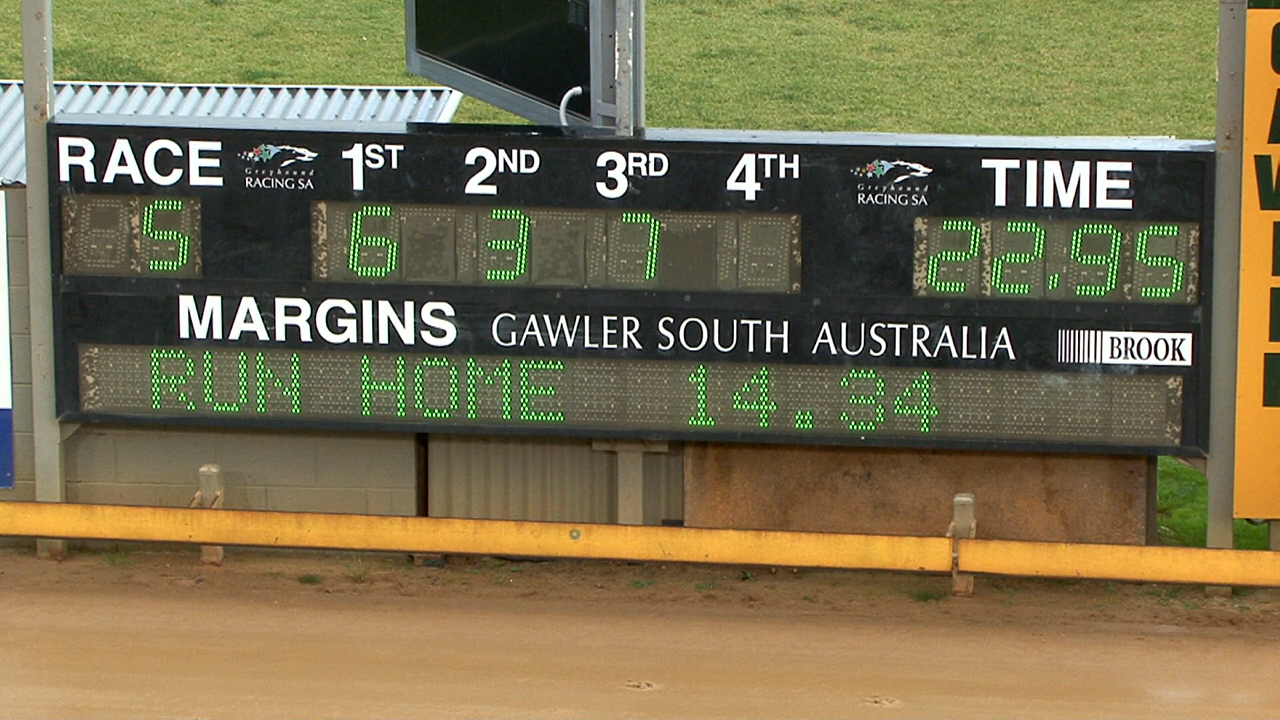 RACE Greyhound RACING SA 1ST 2ND 3RD 4TH Greyhound RACING SA TIME
5 6 3 7 22.95
MARGINS GAWLER SOUTH AUSTRALIA BROOK
RUN HOME 14.34